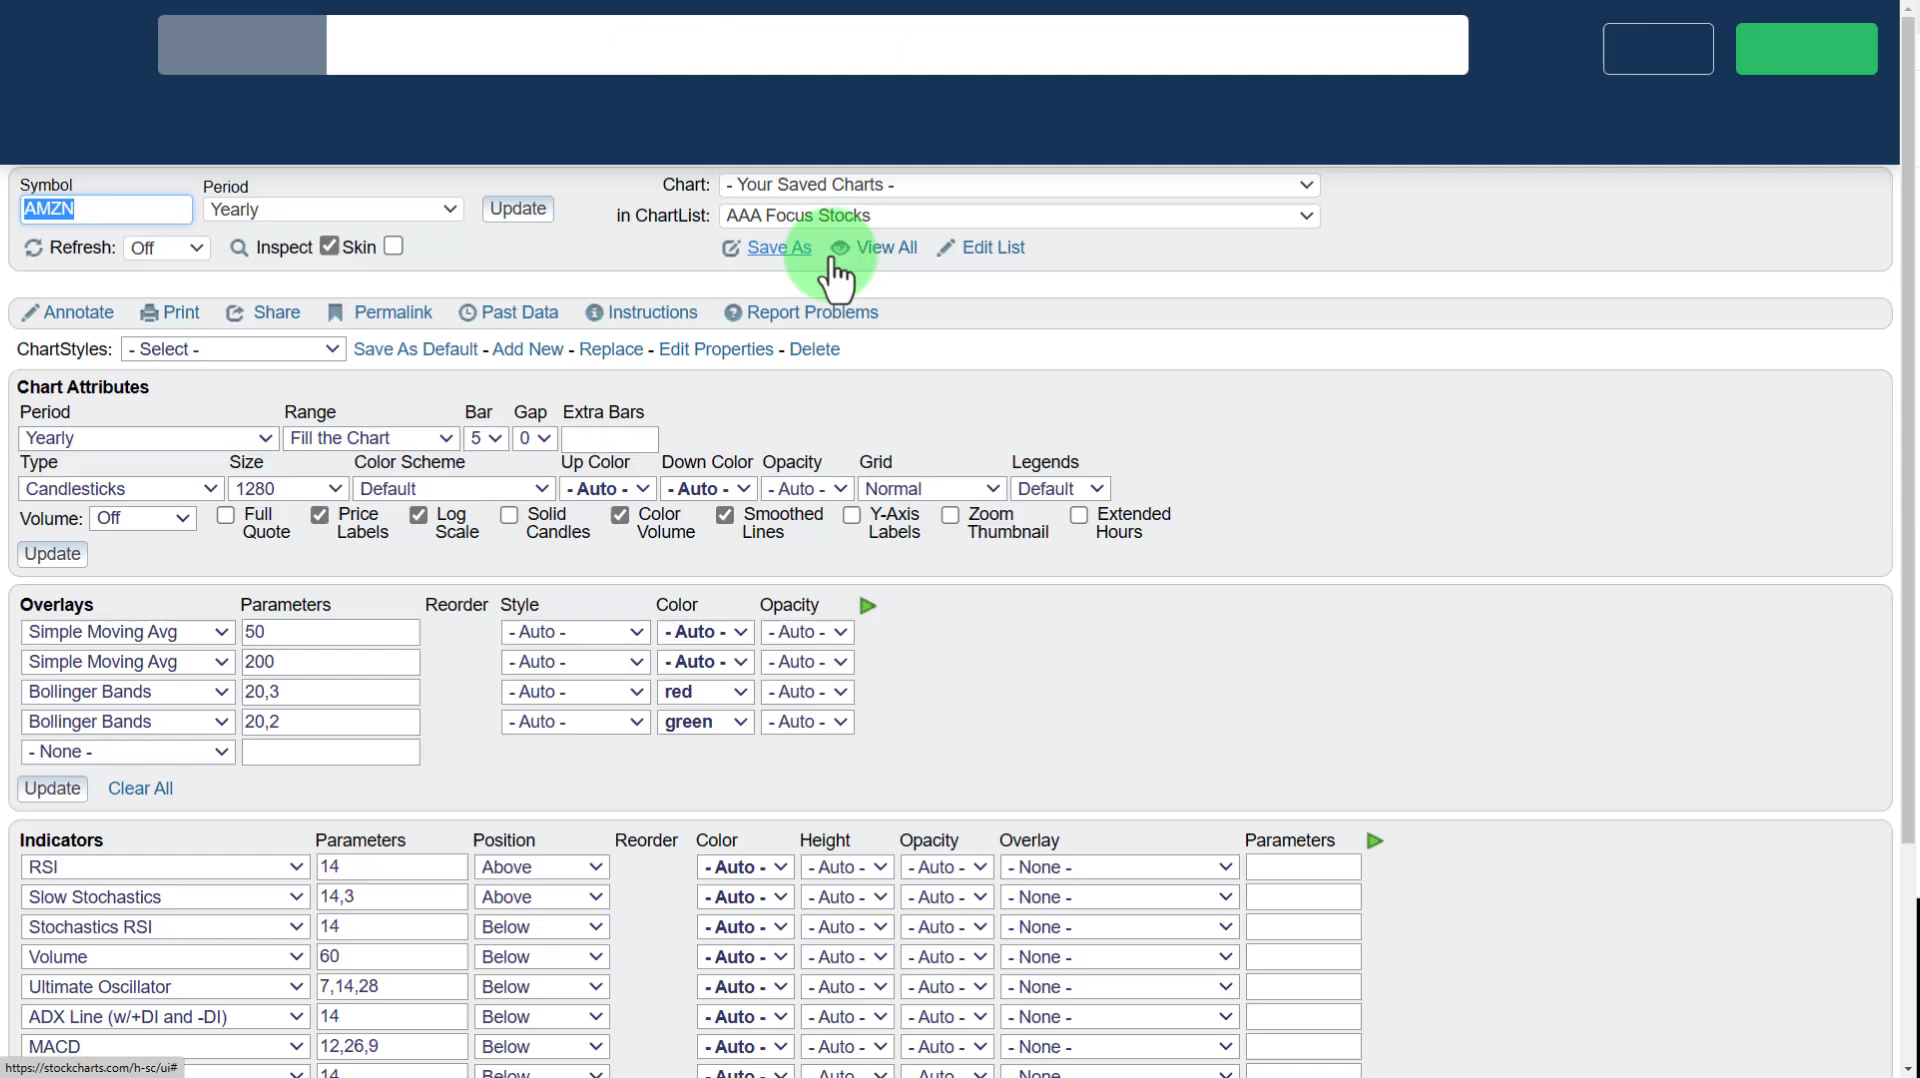 Symbol Period Chart: - Your Saved Charts -
AMZN Yearly Update in ChartList: AAA Focus Stocks
Refresh: Off Inspect Skin Save As View All Edit List
Annotate Print Share Permalink Past Data Instructions Report Problems
ChartStyles: - Select - Save As Default - Add New - Replace - Edit Properties - Delete
Chart Attributes
Period Range Bar Gap Extra Bars
Yearly Fill the Chart 5 0
Type Size Color Scheme Up Color Down Color Opacity Grid Legends
Candlesticks 1280 Default - Auto - - Auto - - Auto - Normal Default
Volume: Off Full Quote Price Labels Log Scale Solid Candles Color Volume Smoothed Lines Y-Axis Labels Zoom Thumbnail Extended Hours
Update
Overlays Parameters Reorder Style Color Opacity
Simple Moving Avg 50 - Auto - - Auto - - Auto -
Simple Moving Avg 200 - Auto - - Auto - - Auto -
Bollinger Bands 20,3 - Auto - red - Auto -
Bollinger Bands 20,2 - Auto - green - Auto -
- None -
Update Clear All
Indicators Parameters Position Reorder Color Height Opacity Overlay Parameters
RSI 14 Above - Auto - - Auto - - Auto - - None -
Slow Stochastics 14,3 Above - Auto - - Auto - - Auto - - None -
Stochastics RSI 14 Below - Auto - - Auto - - Auto - - None -
Volume 60 Below - Auto - - Auto - - Auto - - None -
Ultimate Oscillator 7,14,28 Below - Auto - - Auto - - Auto - - None -
ADX Line (w/+DI and -DI) 14 Below - Auto - - Auto - - Auto - - None -
MACD 12,26,9 Below - Auto - - Auto - - Auto - - None -
https://stockcharts.com/h-sc/ui# 14 Below - Auto - - Auto - - Auto - - None -